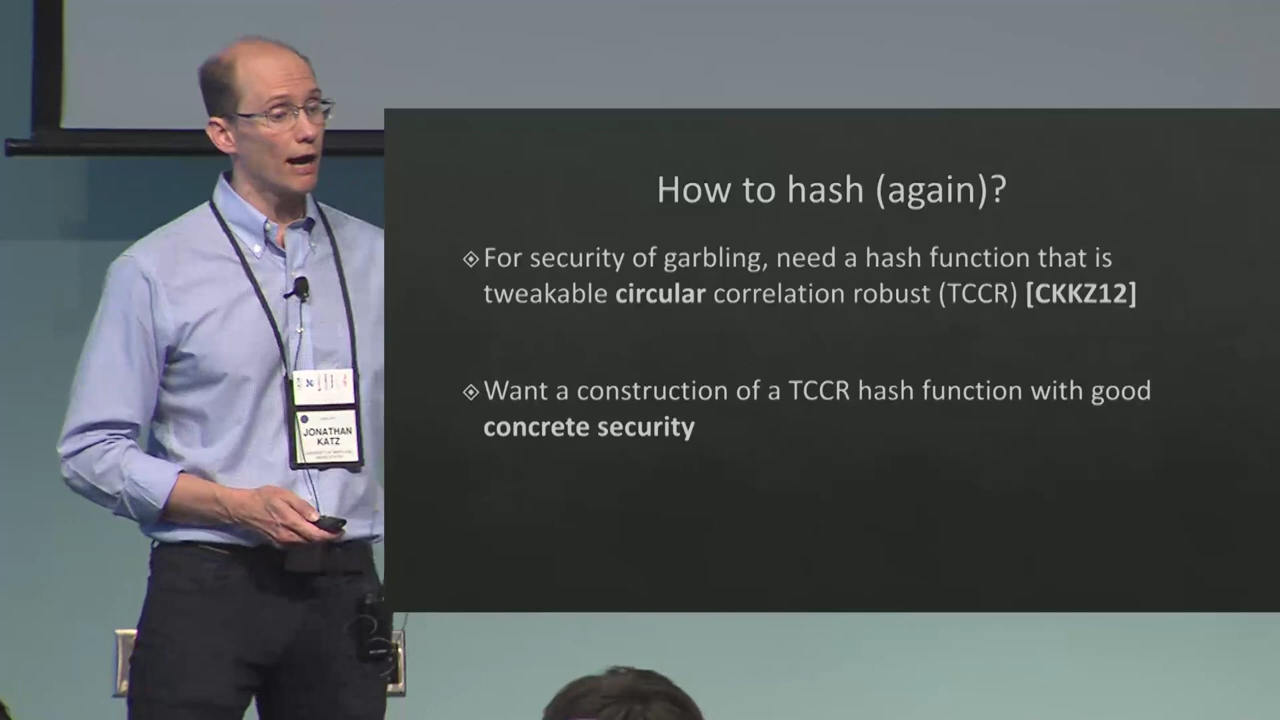 How to hash (again)?
For security of garbling, need a hash function that is
tweakable circular correlation robust (TCCR) [CKKZ12]
Want a construction of a TCCR hash function with good
concrete security
JONATHAN
KATZ